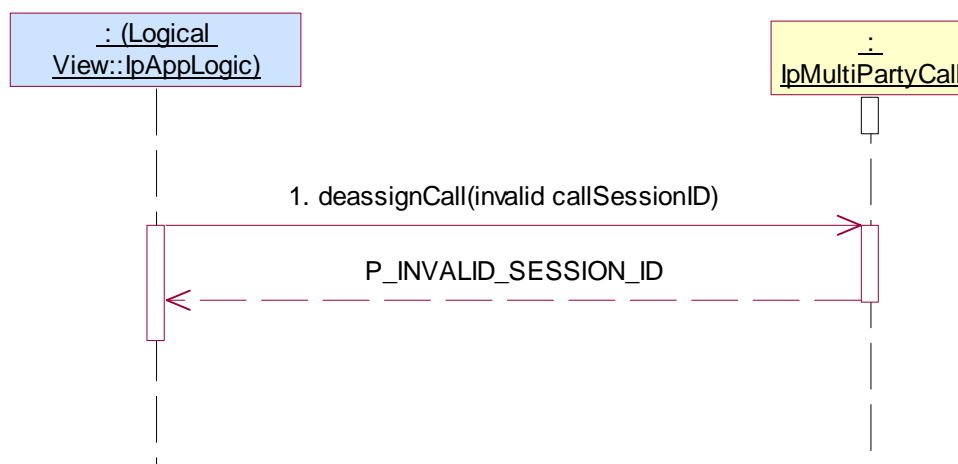 : (Logical
View::IpAppLogic)
:
IpMultiPartyCall
1. deassignCall(invalid callSessionID)
P_INVALID_SESSION_ID